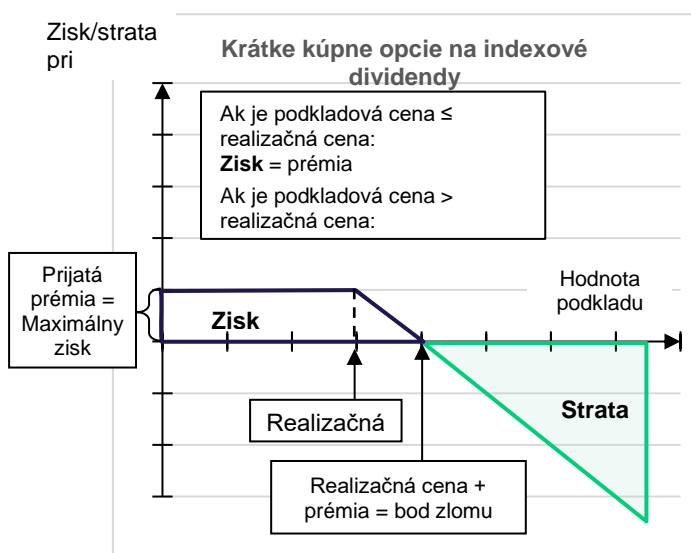 Zisk/strata
pri
Krátke kúpne opcie na indexové
dividendy
Ak je podkladová cena ≤
realizačná cena:
Zisk = prémia
Ak je podkladová cena >
realizačná cena:
Prijatá
prémia =
Maximálny
zisk
Zisk
Hodnota
podkladu
Realizačná
Strata
Realizačná cena +
prémia = bod zlomu